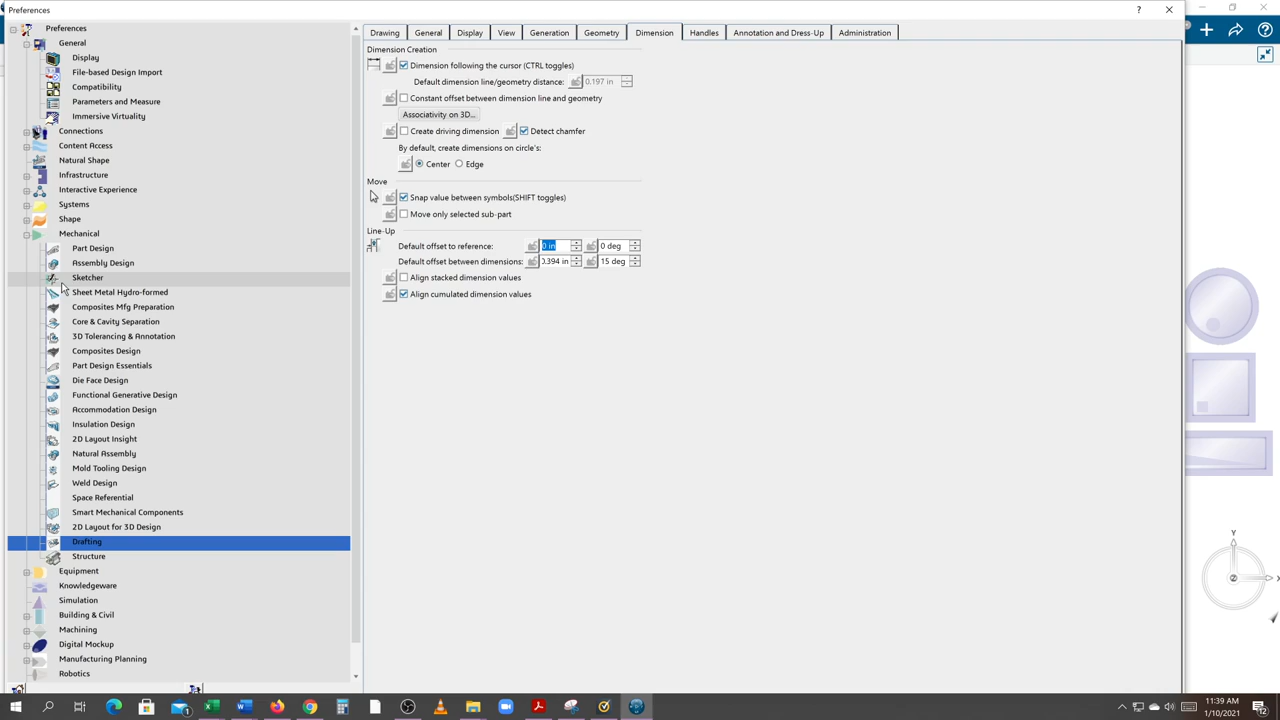 Preferences
?
Preferences
General
Display
File-based Design Import
Compatibility
Parameters and Measure
Immersive Virtuality
Connections
Content Access
Natural Shape
Infrastructure
Interactive Experience
Systems
Shape
Mechanical
Part Design
Assembly Design
Sketcher
Sheet Metal Hydro-formed
Composites Mfg Preparation
Core & Cavity Separation
3D Tolerancing & Annotation
Composites Design
Part Design Essentials
Die Face Design
Functional Generative Design
Accommodation Design
Insulation Design
2D Layout Insight
Natural Assembly
Mold Tooling Design
Weld Design
Space Referential
Smart Mechanical Components
2D Layout for 3D Design
Drafting
Structure
Equipment
Knowledgeware
Simulation
Building & Civil
Machining
Digital Mockup
Manufacturing Planning
Robotics
Drawing General Display View Generation Geometry Dimension Handles Annotation and Dress-Up Administration
Dimension Creation
Dimension following the cursor (CTRL toggles)
Default dimension line/geometry distance: 0.197 in
Constant offset between dimension line and geometry
Associativity on 3D...
Create driving dimension Detect chamfer
By default, create dimensions on circle's:
Center Edge
Move
Snap value between symbols(SHIFT toggles)
Move only selected sub-part
Line-Up
Default offset to reference: 0 in 0 deg
Default offset between dimensions: 0.394 in 15 deg
Align stacked dimension values
Align cumulated dimension values
Y
Z
X
11:39 AM
1/10/2021